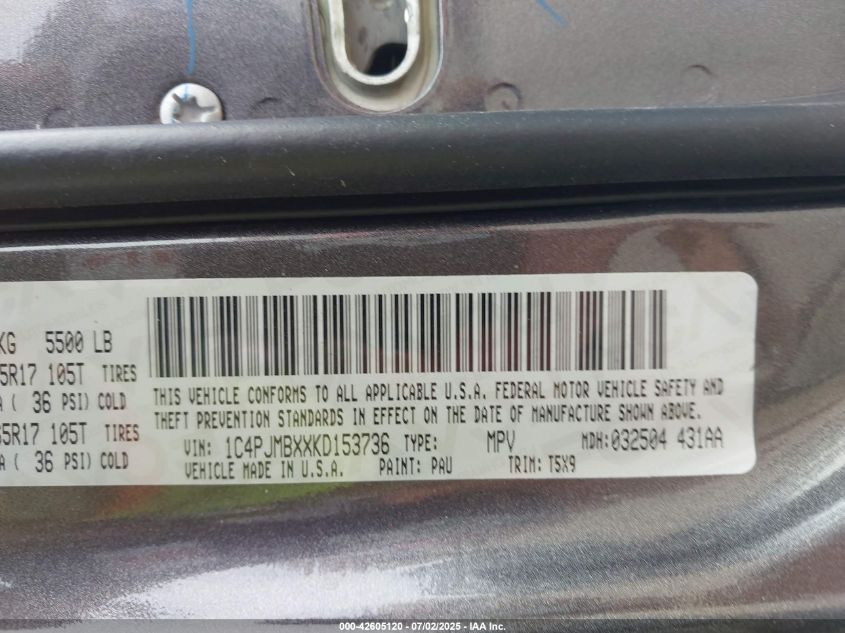 KG 5500 LB
5R17 105T TIRES
A ( 36 PSI) COLD
5R17 105T TIRES
A ( 36 PSI) COLD
THIS VEHICLE CONFORMS TO ALL APPLICABLE U.S.A. FEDERAL MOTOR VEHICLE SAFETY AND
THEFT PREVENTION STANDARDS IN EFFECT ON THE DATE OF MANUFACTURE SHOWN ABOVE.
VIN: 1C4PJMBXXKD153736 TYPE: MPV MDH:032504 431AA
VEHICLE MADE IN U.S.A. PAINT: PAU TRIM: T5X9
000-42605120 - 07/02/2025 - IAA Inc.